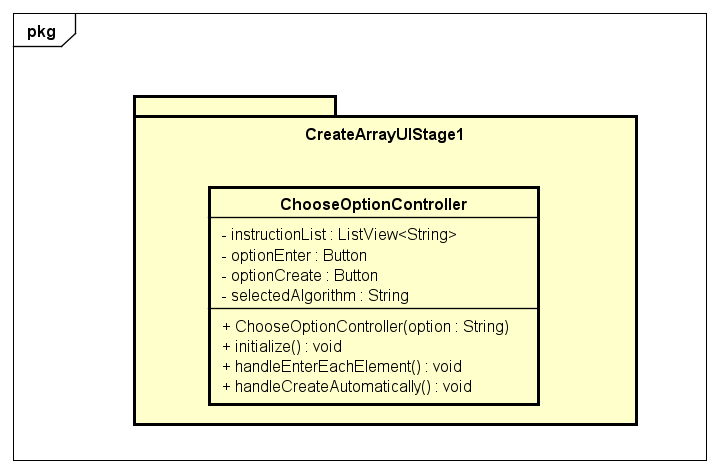 pkg
CreateArrayUIStage1
ChooseOptionController
- instructionList : ListView<String>
- optionEnter : Button
- optionCreate : Button
- selectedAlgorithm : String
+ ChooseOptionController(option : String)
+ initialize() : void
+ handleEnterEachElement() : void
+ handleCreateAutomatically() : void